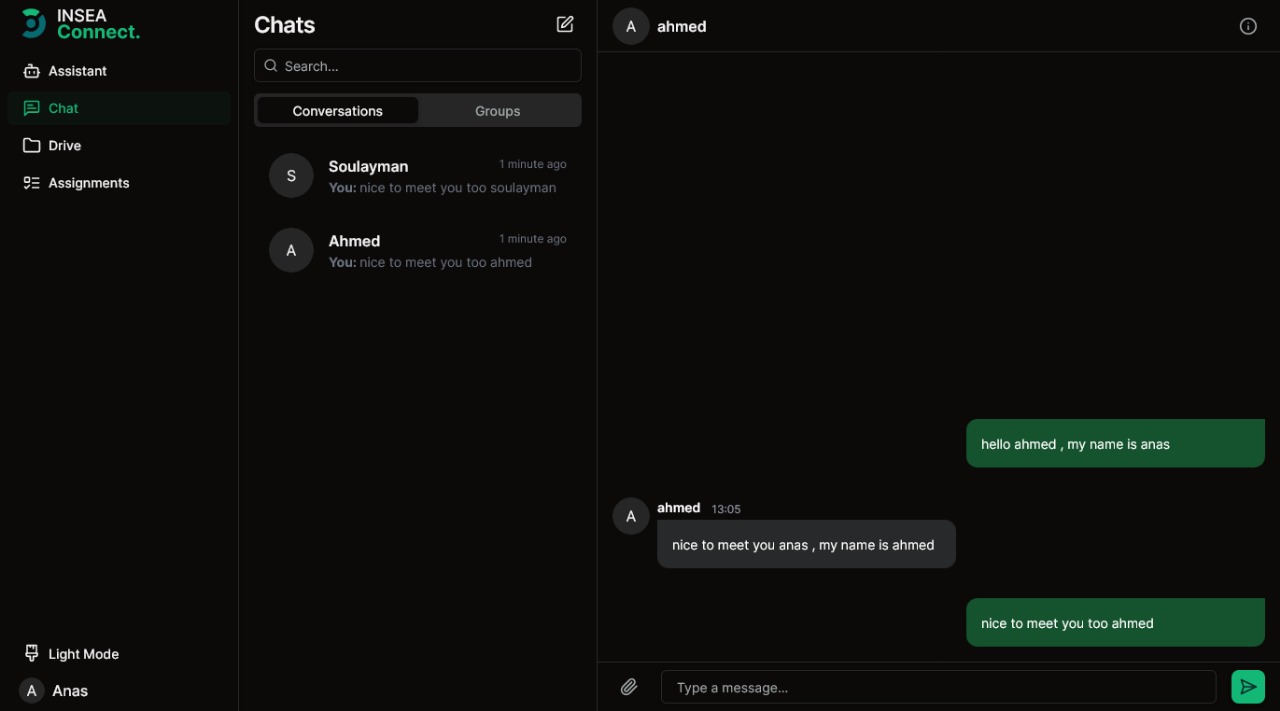 INSEA
Connect.
Assistant
Chat
Drive
Assignments
Light Mode
A Anas
Chats
Search...
Conversations Groups
S
Soulayman 1 minute ago
You: nice to meet you too soulayman
A
Ahmed 1 minute ago
You: nice to meet you too ahmed
A ahmed
hello ahmed , my name is anas
A
ahmed 13:05
nice to meet you anas , my name is ahmed
nice to meet you too ahmed
Type a message...